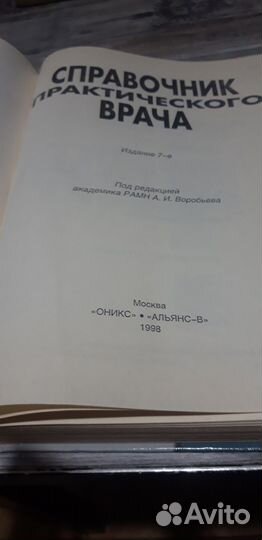 СПРАВОЧНИК
ПРАКТИЧЕСКОГО
ВРАЧА
Издание 7-е
Под редакцией
академика РАМН А. И. Воробьева
Москва
«ОНИКС» • «АЛЬЯНС-В»
1998
Avito